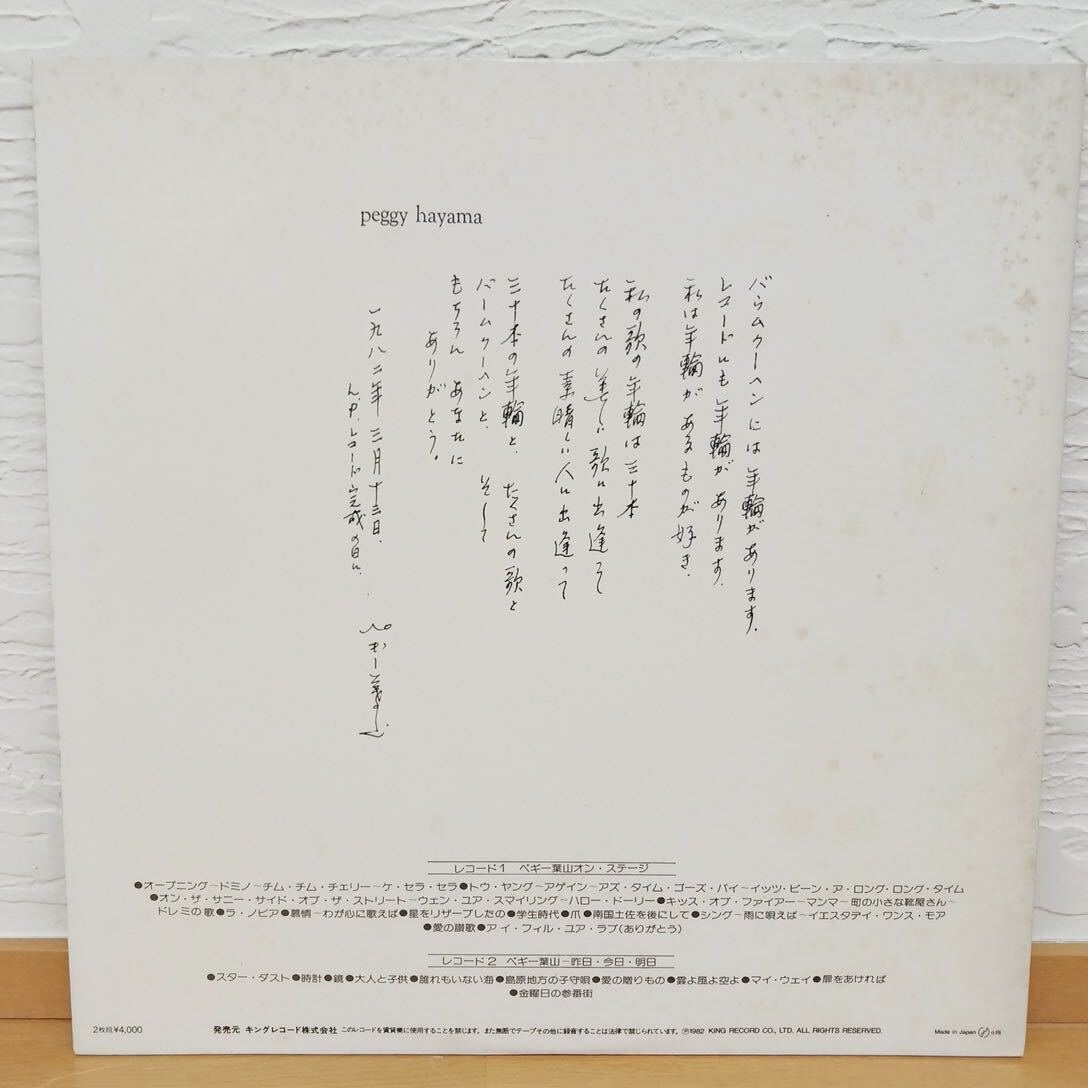 peggy hayama
バウムクーヘンには年輪があります.
レコードにも年輪があります.
私は年輪があるものが好き.
私の歌の年輪は三十本
たくさんの美しい歌に出逢って
たくさんの素晴しい人に出逢って
三十本の年輪と、たくさんの歌と
バームクーヘンと、そして
もちろん あなたに
ありがとう。
一九八二年 三月十三日、
L.P.レコード完成の日に.
ペギー葉山
レコード1 ペギー葉山オン・ステージ
●オープニング~ドミノ~チム・チム・チェリー~ケ・セラ・セラ●トウ・ヤング~アゲイン~アズ・タイム・ゴーズ・バイ~イッツ・ビーン・ア・ロング・ロング・タイム
●オン・ザ・サニー・サイド・オブ・ザ・ストリート~ウェン・ユア・スマイリング~ハロー・ドーリー●キッス・オブ・ファイアー~マンマ~町の小さな靴屋さん~
ドレミの歌●ラ・ノビア●慕情~わが心に歌えば●星をリザーブしたの●学生時代●爪●南国土佐を後にして●シング~雨に唄えば~イエスタデイ・ワンス・モア
●愛の讃歌●アイ・フィル・ユア・ラブ(ありがとう)
レコード2 ペギー葉山―昨日・今日・明日
●スター・ダスト●時計●鏡●大人と子供●誰れもいない海●島原地方の子守唄●愛の贈りもの●雲よ風よ空よ●マイ・ウェイ●扉をあければ
●金曜日の参番街
2枚組¥4,000 発売元 キングレコード株式会社 このレコードを賃貸業に使用することを禁じます。また無断でテープその他に録音することは法律で禁じられています。 Ⓟ1982 KING RECORD CO., LTD. ALL RIGHTS RESERVED. Made in Japan